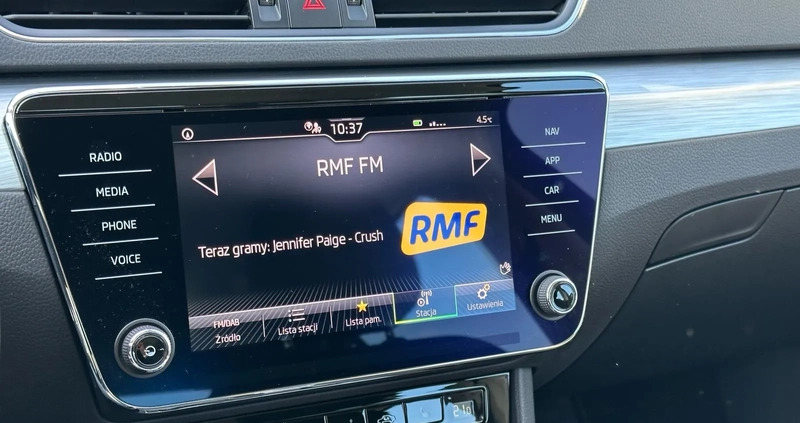 10:37
4.5°C
RADIO
MEDIA
PHONE
VOICE
NAV
APP
CAR
MENU
RMF FM
Teraz gramy: Jennifer Paige - Crush
RMF
FM/DAB
Źródło
Lista stacji
Lista pam.
Stacja
Ustawienia